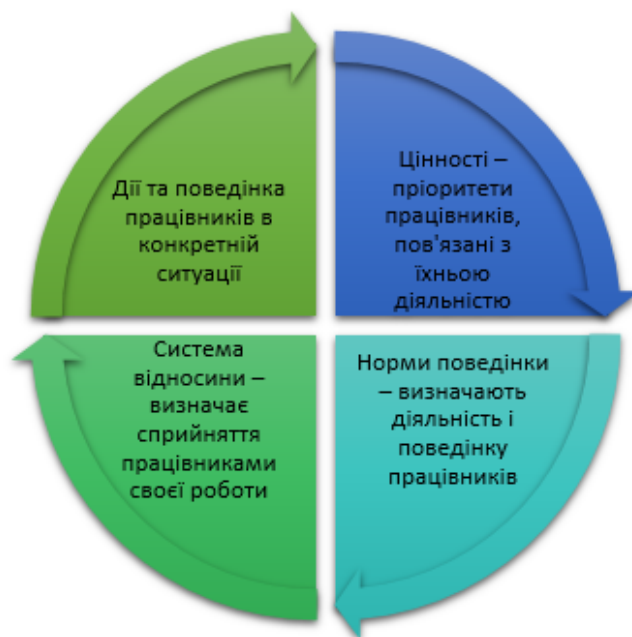 Дії та поведінка
працівників в
конкретній
ситуації
Цінності –
пріоритети
працівників,
пов'язані з
їхньою
діяльністю
Норми поведінки
– визначають
діяльність і
поведінку
працівників
Система
відносини –
визначає
сприйняття
працівниками
своєї роботи